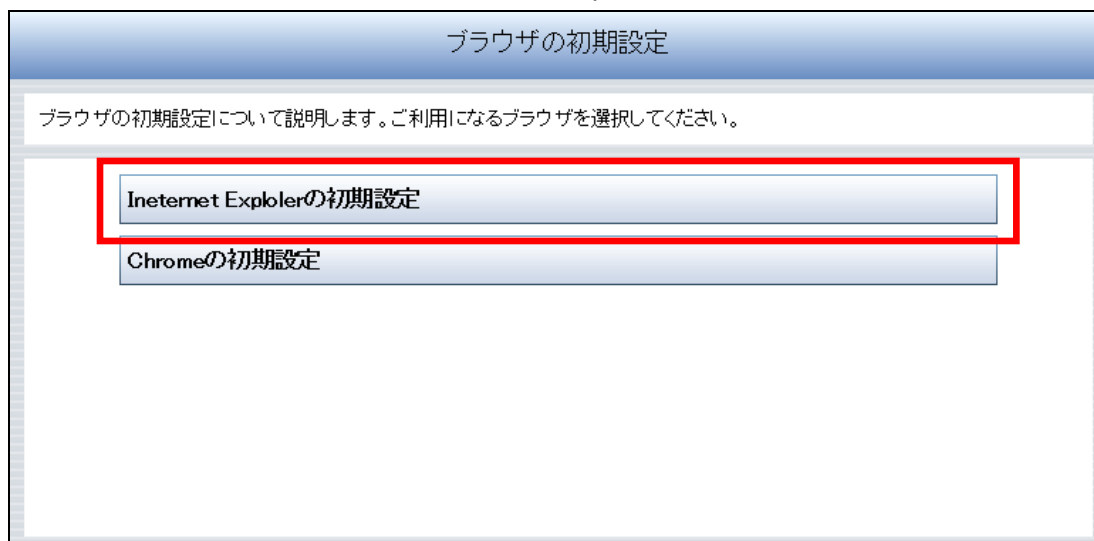 ブラウザの初期設定
ブラウザの初期設定について説明します。ご利用になるブラウザを選択してください。
Ineternet Explolerの初期設定
Chromeの初期設定